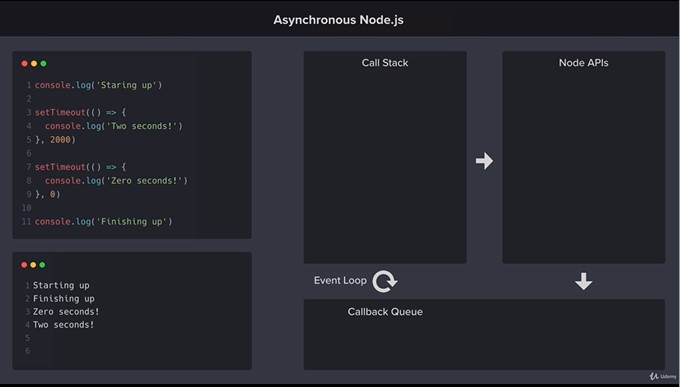 Asynchronous Node.js
1 console.log('Staring up')
2
3 setTimeout(() => {
4 console.log('Two seconds!')
5 }, 2000)
6
7 setTimeout(() => {
8 console.log('Zero seconds!')
9 }, 0)
10
11 console.log('Finishing up')
1 Starting up
2 Finishing up
3 Zero seconds!
4 Two seconds!
5
6
Call Stack
Node APIs
Event Loop
Callback Queue
Udemy